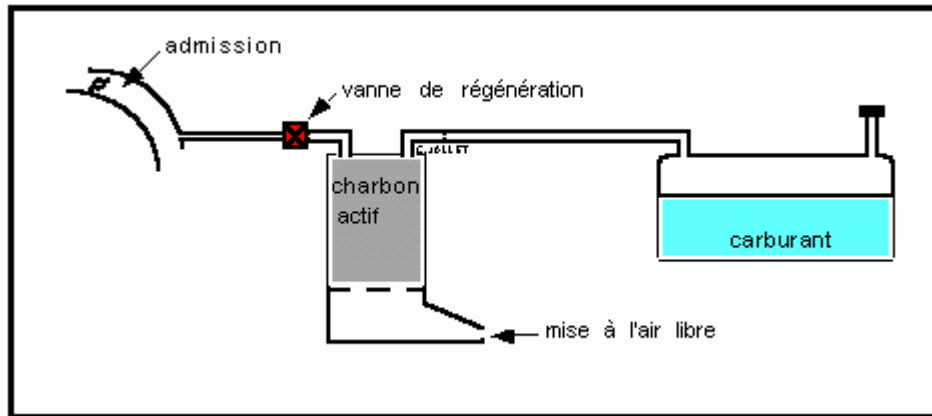 admission
vanne de régénération
charbon
actif
carburant
mise à l'air libre